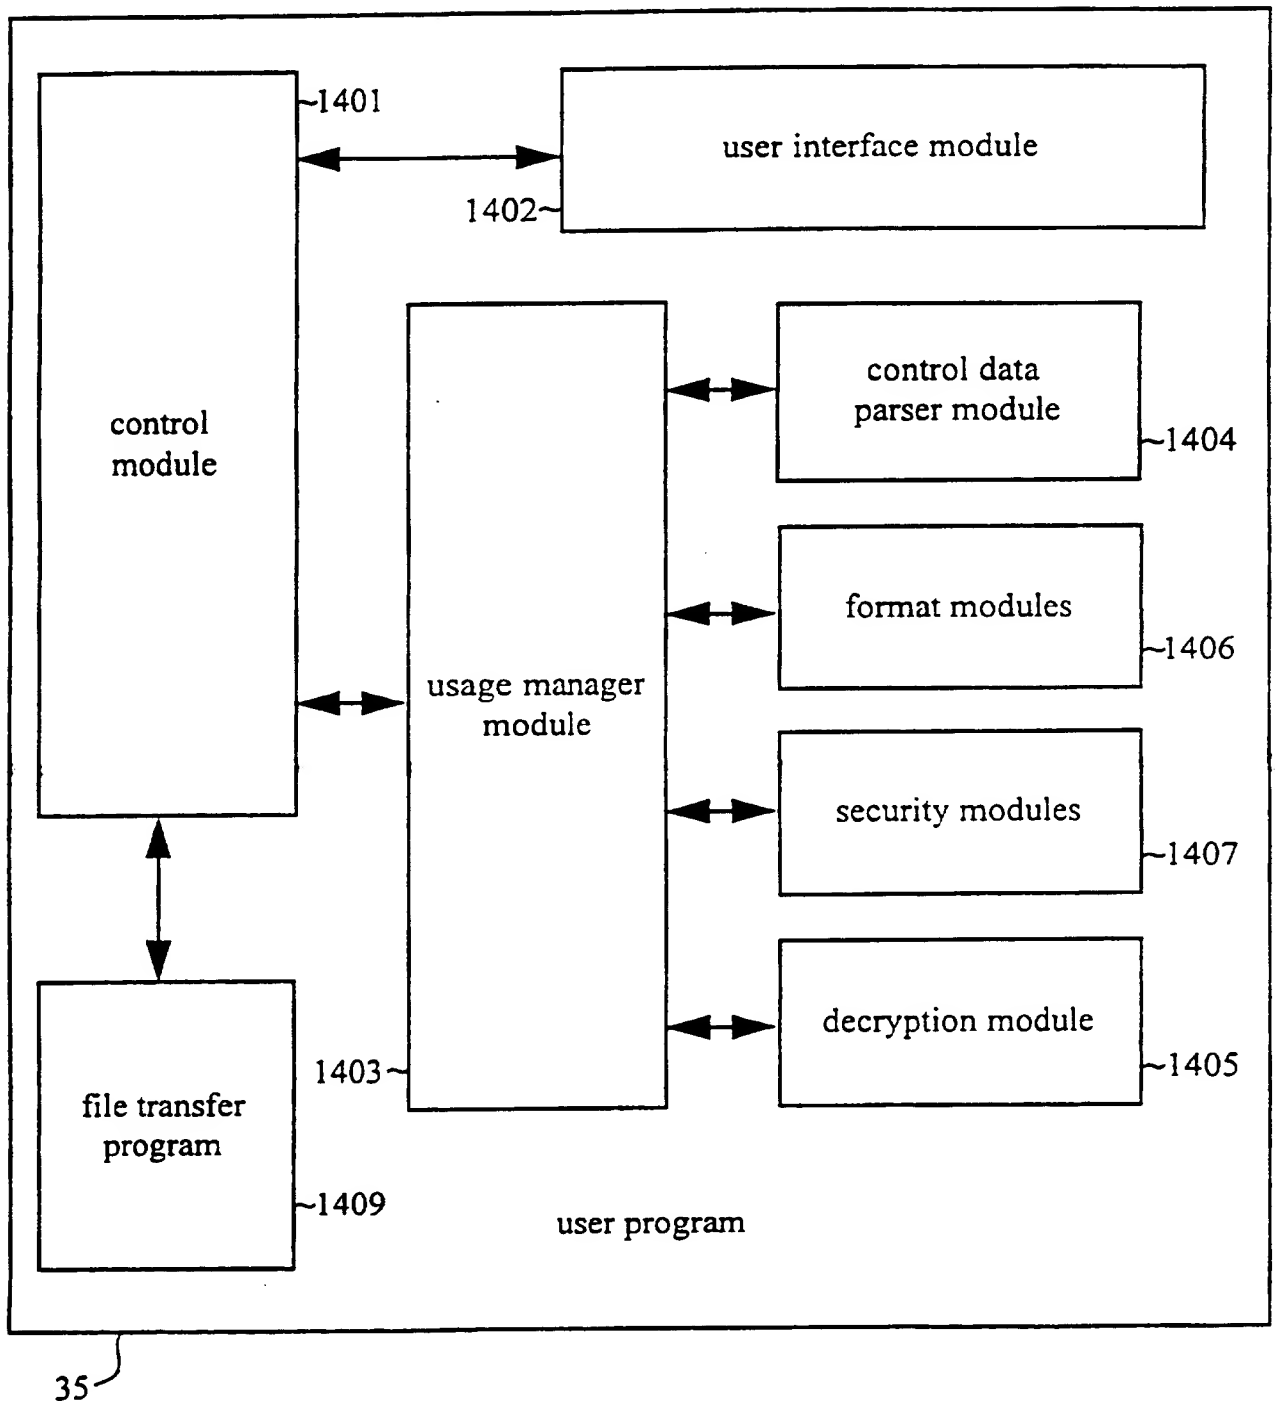 1401
user interface module
1402
control
module
control data
parser module
1404
format modules
1406
usage manager
module
security modules
1407
decryption module
1405
1403
file transfer
program
1409
user program
35